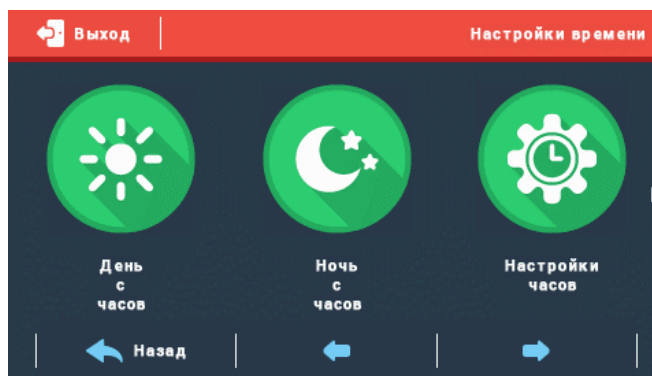 Выход
Настройки времени
День
с
часов
Ночь
с
часов
Настройки
часов
Назад